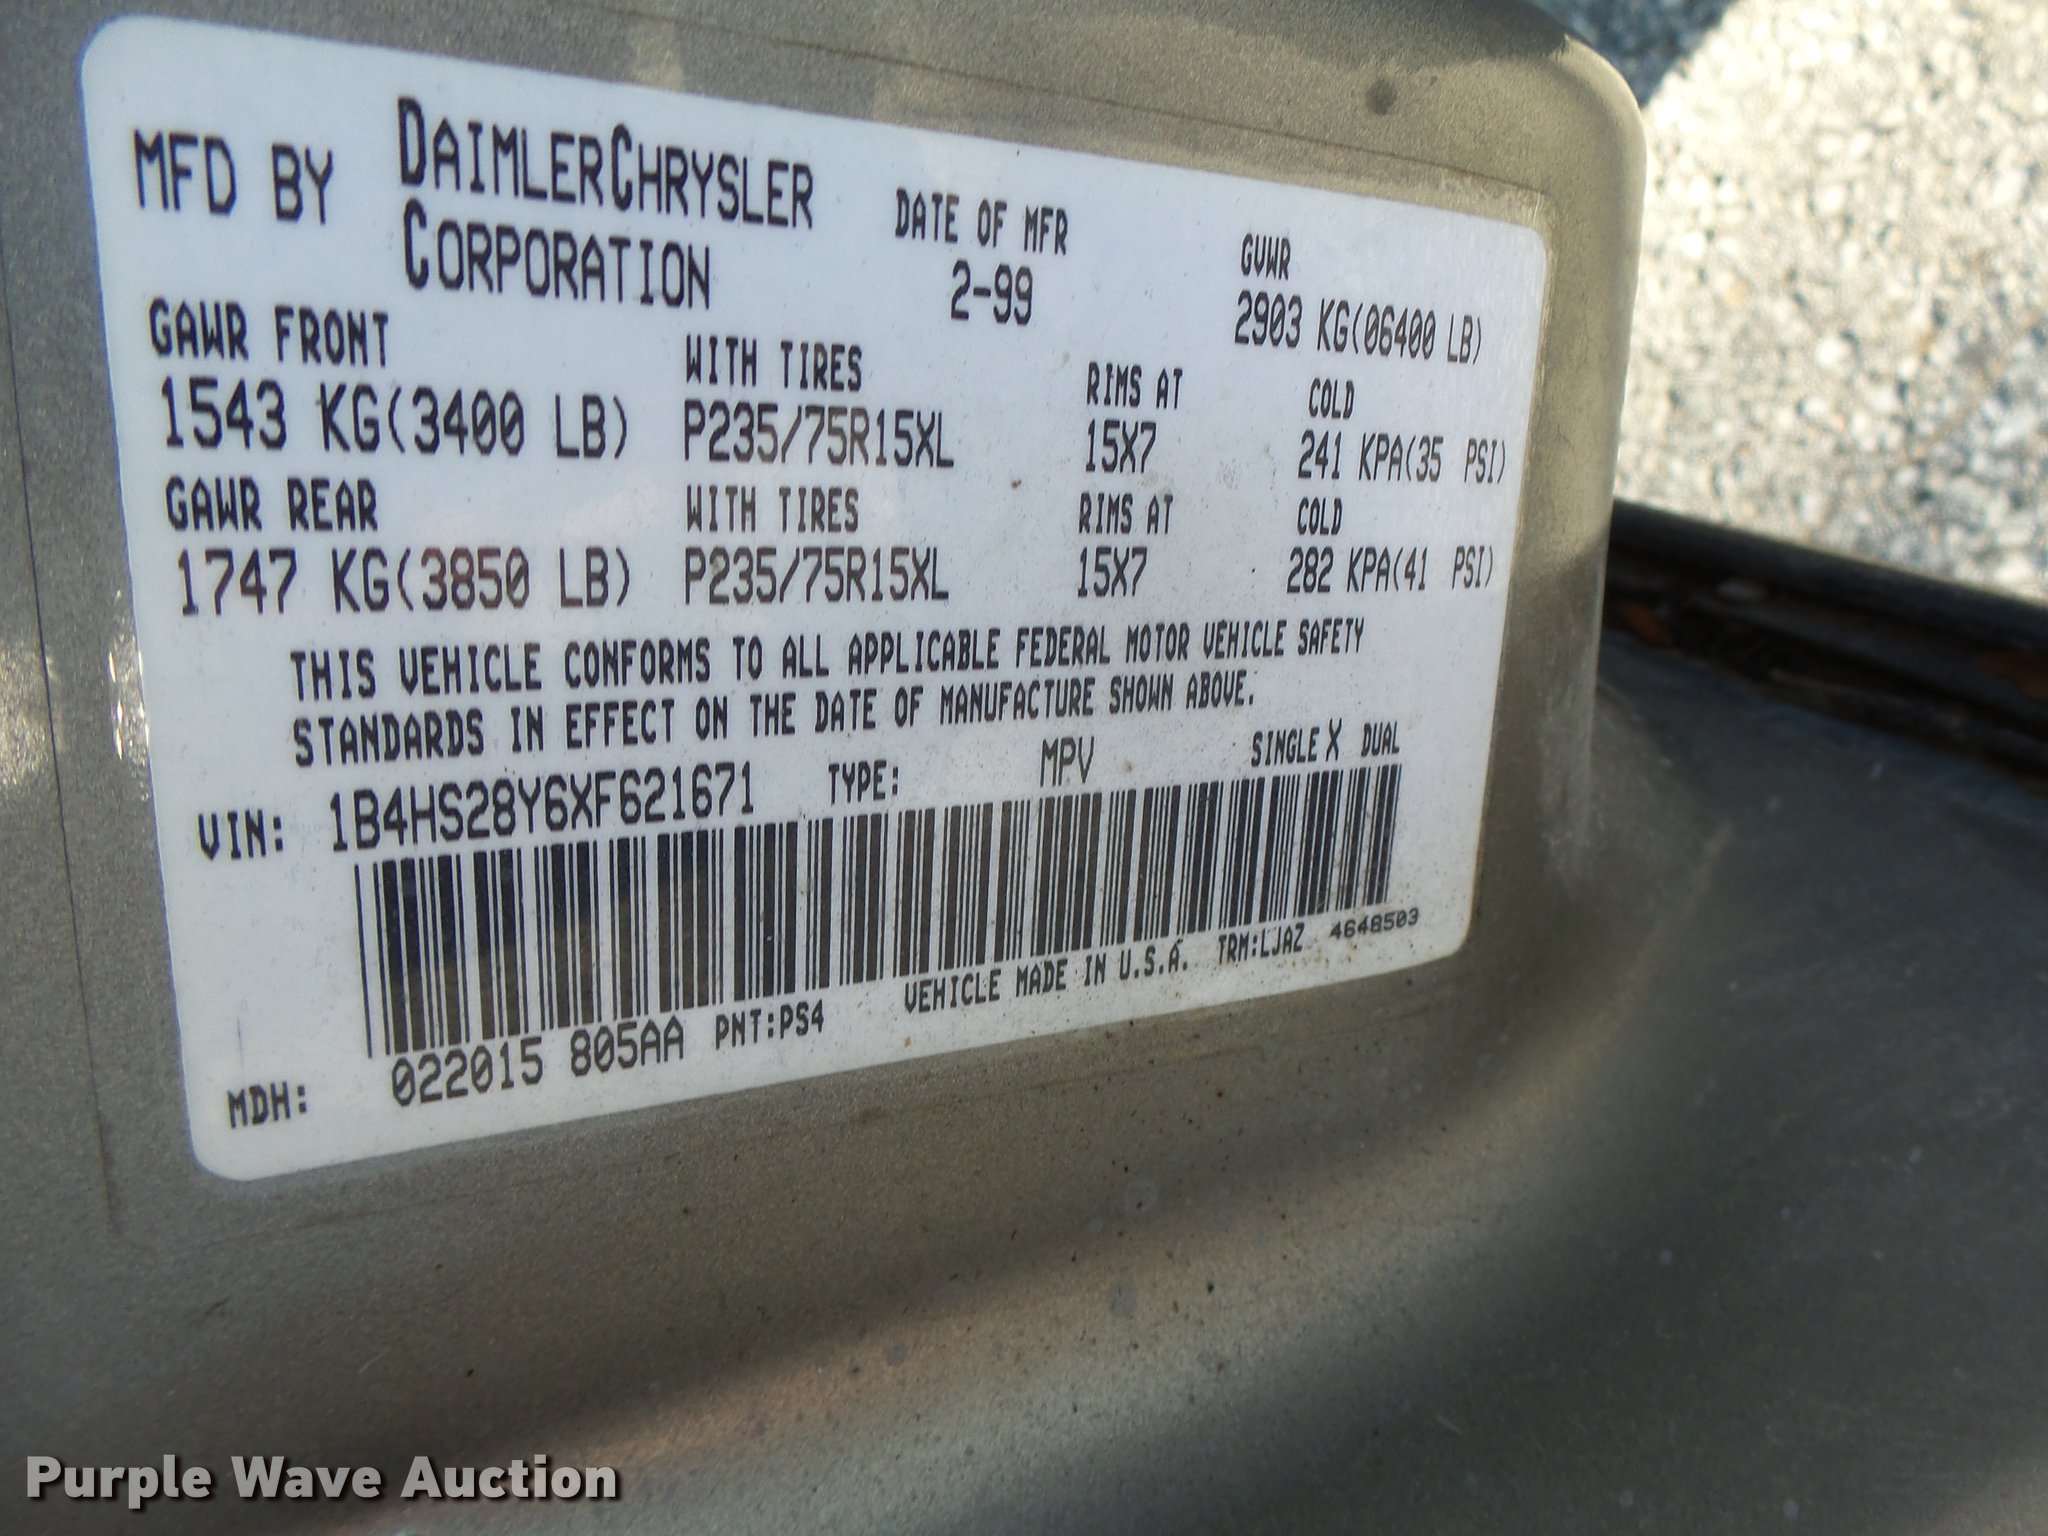 MFD BY DAIMLERCHRYSLER CORPORATION
DATE OF MFR 2-99
GVWR 2903 KG(06400 LB)
GAWR FRONT WITH TIRES RIMS AT COLD
1543 KG(3400 LB) P235/75R15XL 15X7 241 KPA(35 PSI)
GAWR REAR WITH TIRES RIMS AT COLD
1747 KG(3850 LB) P235/75R15XL 15X7 282 KPA(41 PSI)
THIS VEHICLE CONFORMS TO ALL APPLICABLE FEDERAL MOTOR VEHICLE SAFETY
STANDARDS IN EFFECT ON THE DATE OF MANUFACTURE SHOWN ABOVE.
VIN: 1B4HS28Y6XF621671 TYPE: MPV SINGLE X DUAL
MDH: 022015 805AA PNT:PS4 VEHICLE MADE IN U.S.A. TRM:LJAZ 4648503
Purple Wave Auction